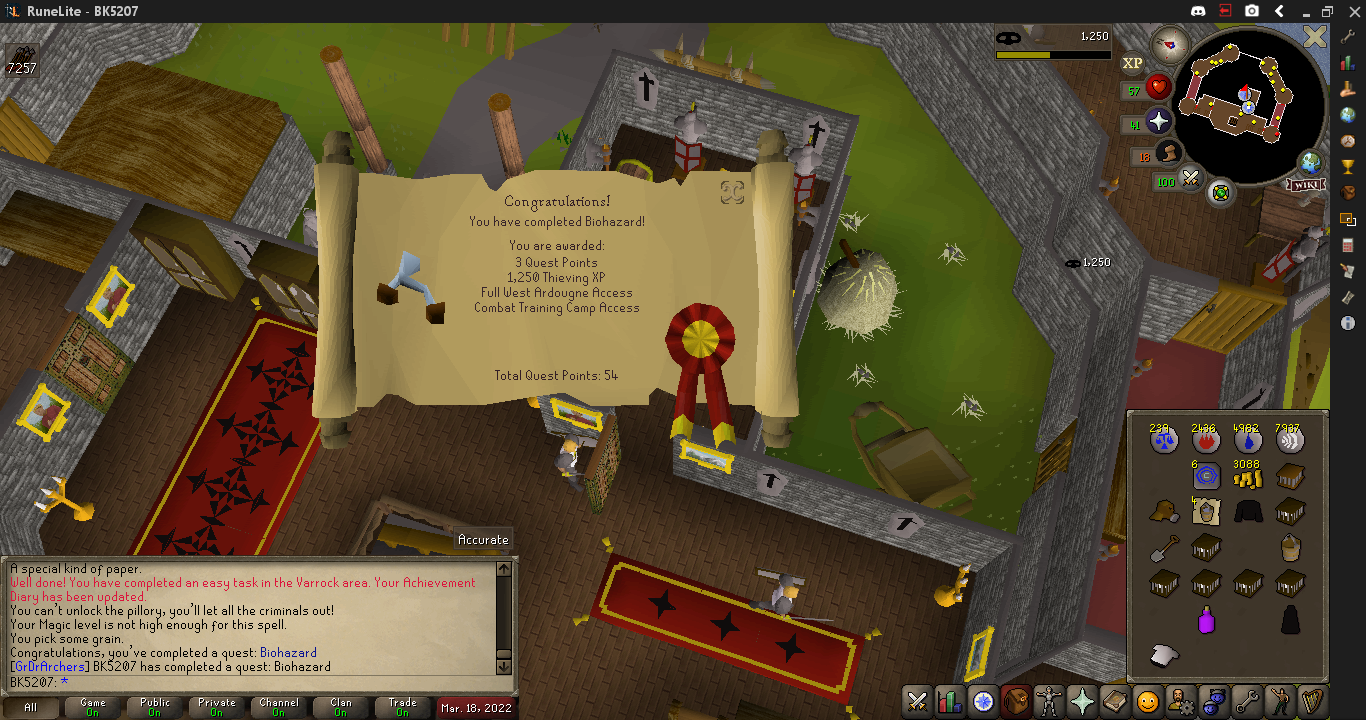 RuneLite - BK5207
7257
1,250
XP
57
41
18
100
WIKI
1,250
Congratulations!
You have completed Biohazard!
You are awarded:
3 Quest Points
1,250 Thieving XP
Full West Ardougne Access
Combat Training Camp Access
Total Quest Points: 54
239 2436 4982 7937
6 3088
4
Accurate
A special kind of paper.
Well done! You have completed an easy task in the Varrock area. Your Achievement
Diary has been updated.
You can't unlock the pillory, you'll let all the criminals out!
Your Magic level is not high enough for this spell.
You pick some grain.
Congratulations, you've completed a quest: Biohazard
[GrDrArchers] BK5207 has completed a quest: Biohazard
BK5207: *
All
Game On
Public On
Private On
Channel On
Clan On
Trade On
Mar. 18, 2022